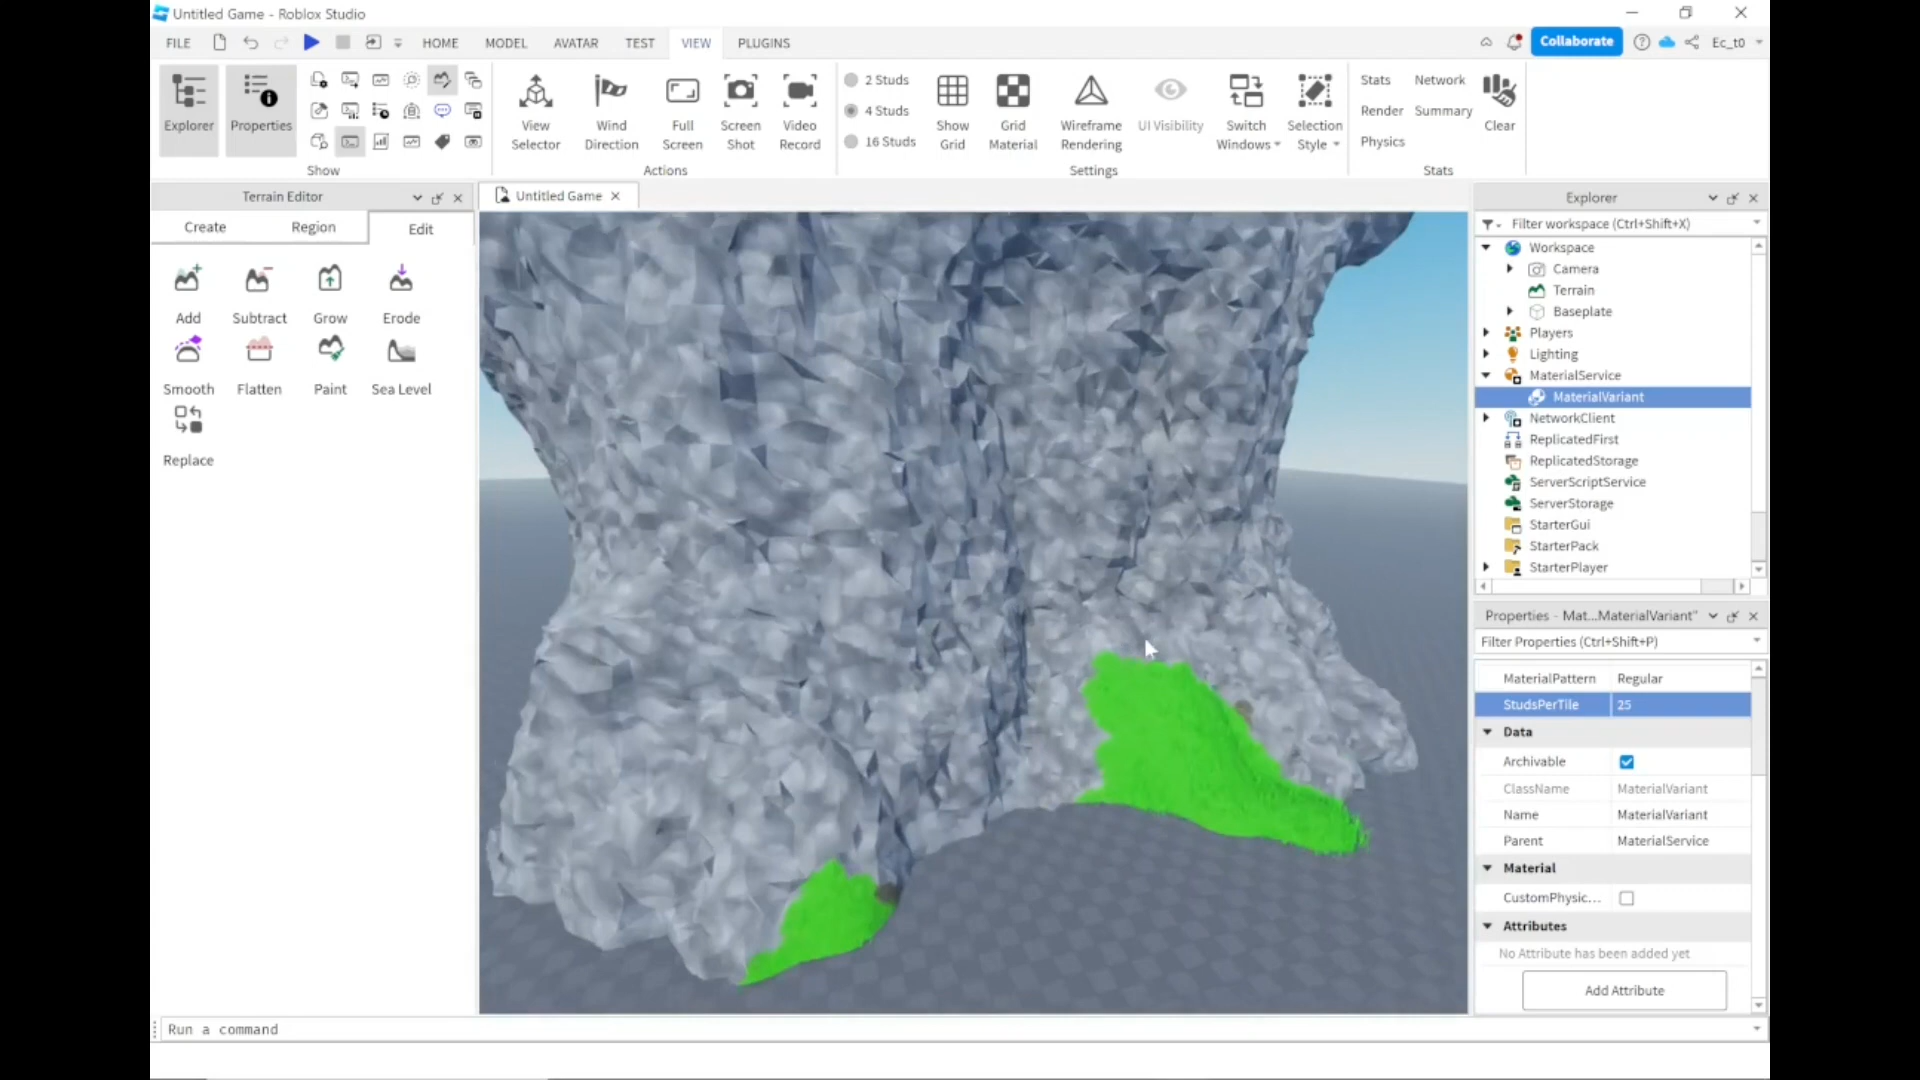 Untitled Game - Roblox Studio
FILE HOME MODEL AVATAR TEST VIEW PLUGINS Collaborate Ec_t0
Explorer Properties
Show
View Selector
Wind Direction
Full Screen
Screen Shot
Video Record
Actions
2 Studs
4 Studs
16 Studs
Show Grid
Grid Material
Wireframe Rendering
UI Visibility
Switch Windows
Selection Style
Settings
Stats Network
Render Summary
Physics
Clear
Stats
Terrain Editor
Create Region Edit
Add Subtract Grow Erode
Smooth Flatten Paint Sea Level
Replace
Untitled Game
Explorer
Filter workspace (Ctrl+Shift+X)
Workspace
Camera
Terrain
Baseplate
Players
Lighting
MaterialService
MaterialVariant
NetworkClient
ReplicatedFirst
ReplicatedStorage
ServerScriptService
ServerStorage
StarterGui
StarterPack
StarterPlayer
Properties - Mat...MaterialVariant"
Filter Properties (Ctrl+Shift+P)
MaterialPattern Regular
StudsPerTile 25
Data
Archivable
ClassName MaterialVariant
Name MaterialVariant
Parent MaterialService
Material
CustomPhysic...
Attributes
No Attribute has been added yet
Add Attribute
Run a command